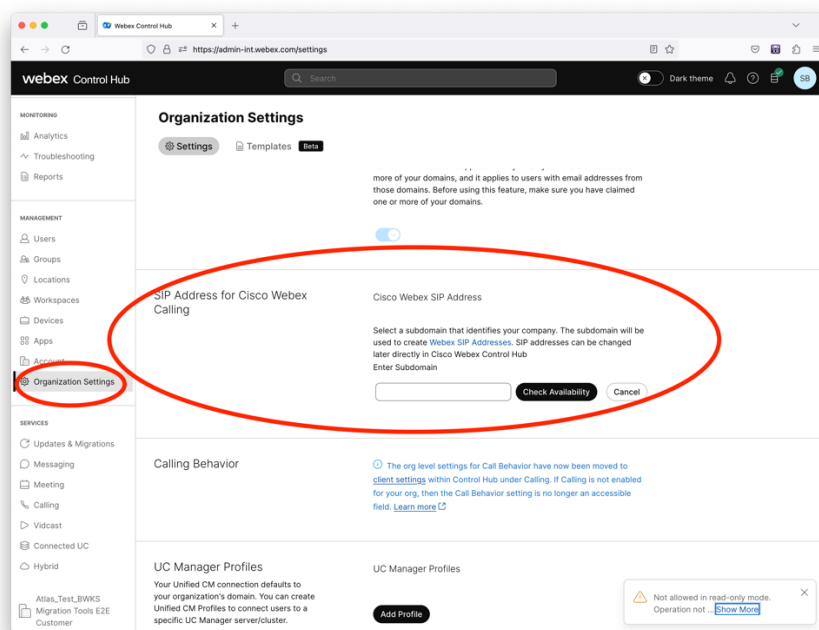 Webex Control Hub
https://admin-int.webex.com/settings
webex Control Hub
Search
Dark theme
SB
MONITORING
Analytics
Troubleshooting
Reports
MANAGEMENT
Users
Groups
Locations
Workspaces
Devices
Apps
Account
Organization Settings
SERVICES
Updates & Migrations
Messaging
Meeting
Calling
Vidcast
Connected UC
Hybrid
Atlas_Test_BWKS
Migration Tools E2E
Customer
Organization Settings
Settings
Templates
Beta
more of your domains, and it applies to users with email addresses from
those domains. Before using this feature, make sure you have claimed
one or more of your domains.
SIP Address for Cisco Webex
Calling
Cisco Webex SIP Address
Select a subdomain that identifies your company. The subdomain will be
used to create Webex SIP Addresses. SIP addresses can be changed
later directly in Cisco Webex Control Hub
Enter Subdomain
Check Availability
Cancel
Calling Behavior
The org level settings for Call Behavior have now been moved to
client settings within Control Hub under Calling. If Calling is not enabled
for your org, then the Call Behavior setting is no longer an accessible
field. Learn more
UC Manager Profiles
Your Unified CM connection defaults to
your organization's domain. You can create
Unified CM Profiles to connect users to a
specific UC Manager server/cluster.
UC Manager Profiles
Add Profile
Not allowed in read-only mode.
Operation not ... Show More